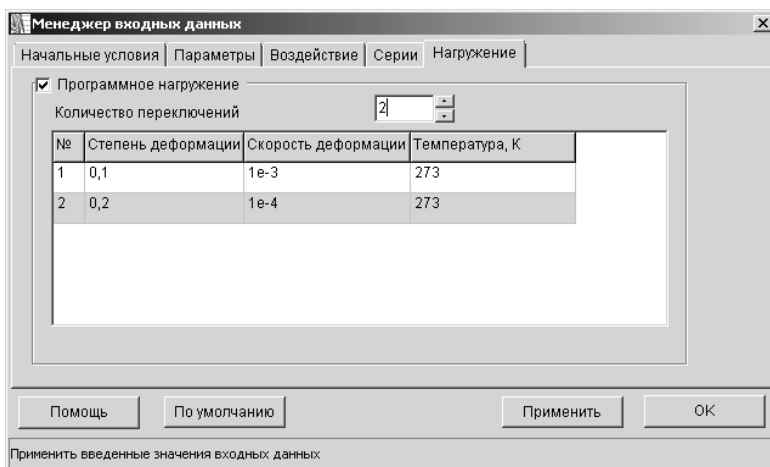 Менеджер входных данных
Начальные условия Параметры Воздействие Серии Нагружение
Программное нагружение
Количество переключений 2
№ Степень деформации Скорость деформации Температура, К
1 0,1 1e-3 273
2 0,2 1e-4 273
Помощь По умолчанию Применить OK
Применить введенные значения входных данных